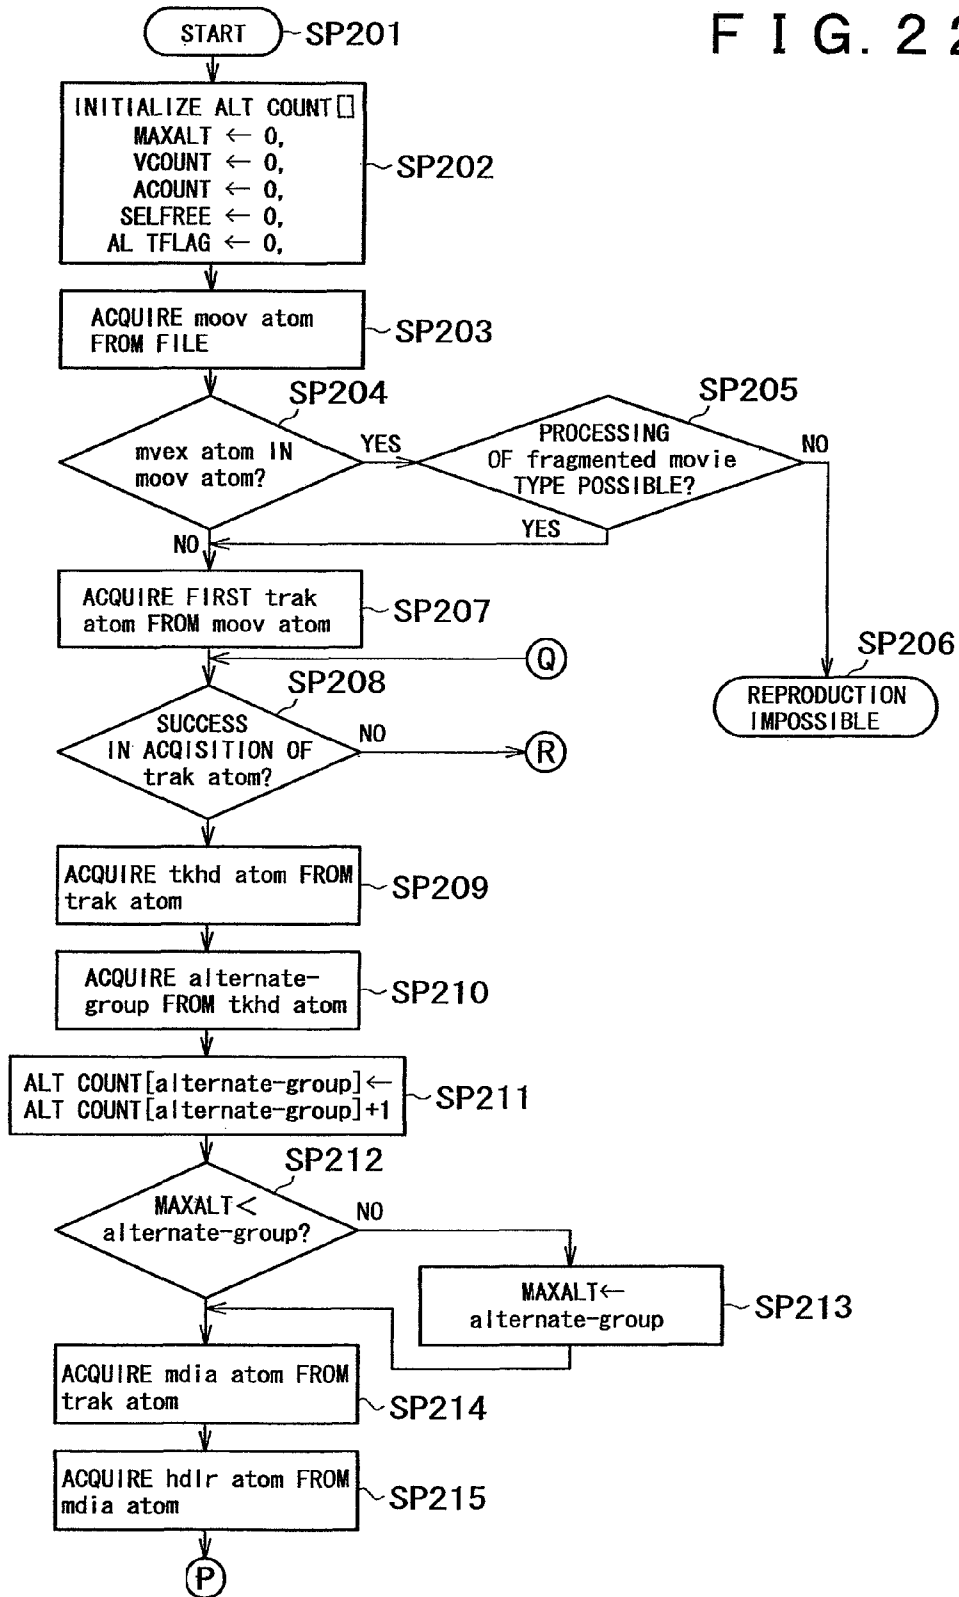 FIG. 22
START
SP201
INITIALIZE ALT COUNT[]
MAXALT ← 0,
VCOUNT ← 0,
ACOUNT ← 0,
SELFREE ← 0,
AL TFLAG ← 0,
SP202
ACQUIRE moov atom
FROM FILE
SP203
SP204
mvex atom IN
moov atom?
YES
NO
SP205
PROCESSING
OF fragmented movie
TYPE POSSIBLE?
NO
YES
SP206
REPRODUCTION
IMPOSSIBLE
ACQUIRE FIRST trak
atom FROM moov atom
SP207
Q
SP208
SUCCESS
IN ACQISITION OF
trak atom?
NO
R
ACQUIRE tkhd atom FROM
trak atom
SP209
ACQUIRE alternate-
group FROM tkhd atom
SP210
ALT COUNT[alternate-group]←
ALT COUNT[alternate-group]+1
SP211
SP212
MAXALT<
alternate-group?
NO
MAXALT←
alternate-group
SP213
ACQUIRE mdia atom FROM
trak atom
SP214
ACQUIRE hdlr atom FROM
mdia atom
SP215
P